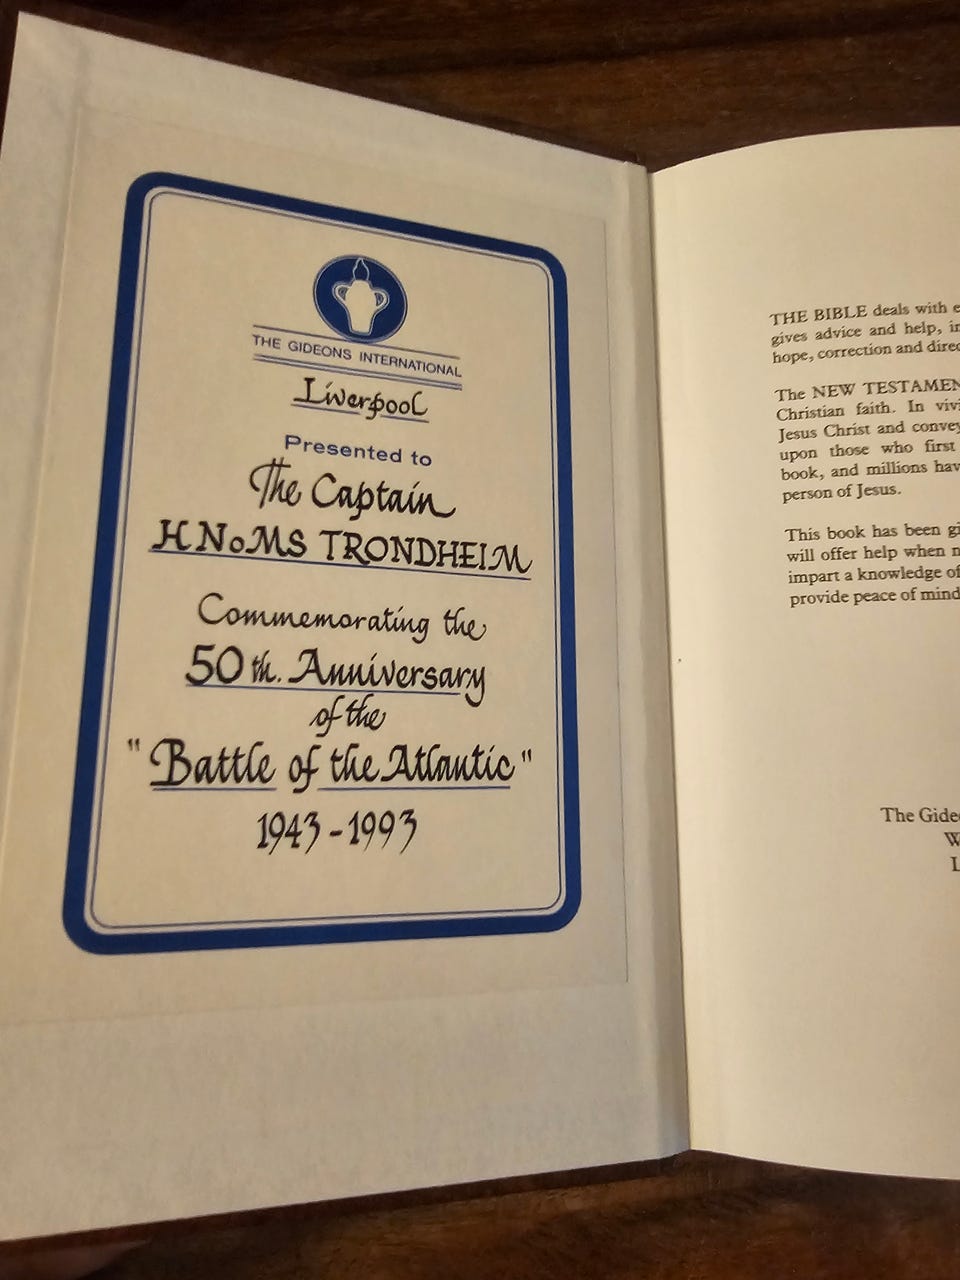 THE GIDEONS INTERNATIONAL
Liverpool
Presented to
The Captain
HNoMS TRONDHEIM
Commemorating the
50th. Anniversary
of the
"Battle of the Atlantic"
1943-1993
THE BIBLE deals with
gives advice and help,
hope, correction and
The NEW
Christian faith. In
Jesus Christ and
upon those who first
book, and millions
person of Jesus.
This book has been
will offer help when
impart a knowledge of
provide peace of mind
The